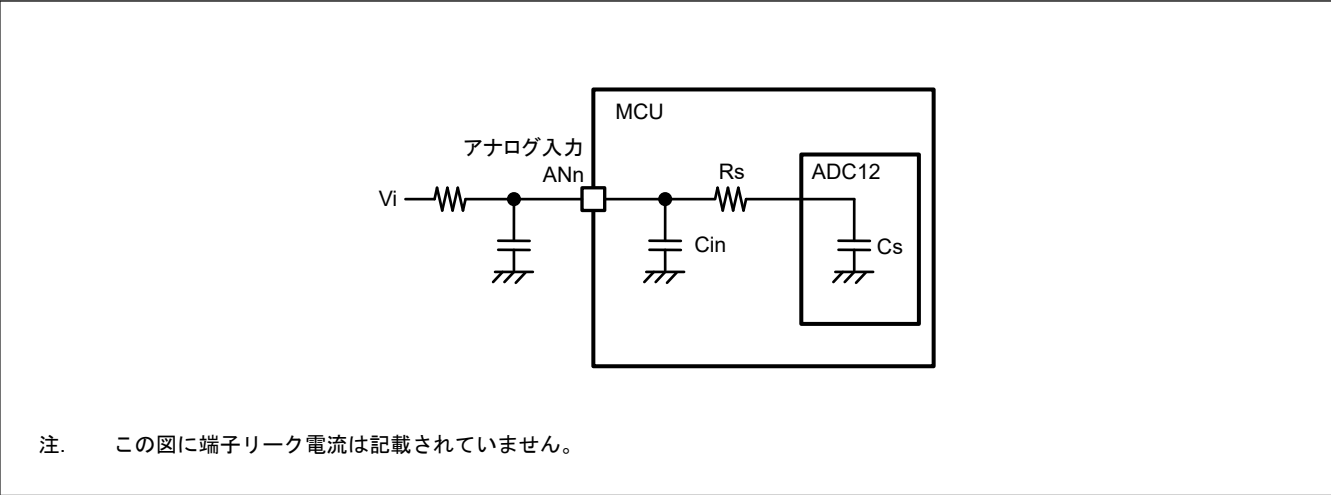 MCU
アナログ入力
ANn
Rs
ADC12
Vi
Cin
Cs
注. この図に端子リーク電流は記載されていません。